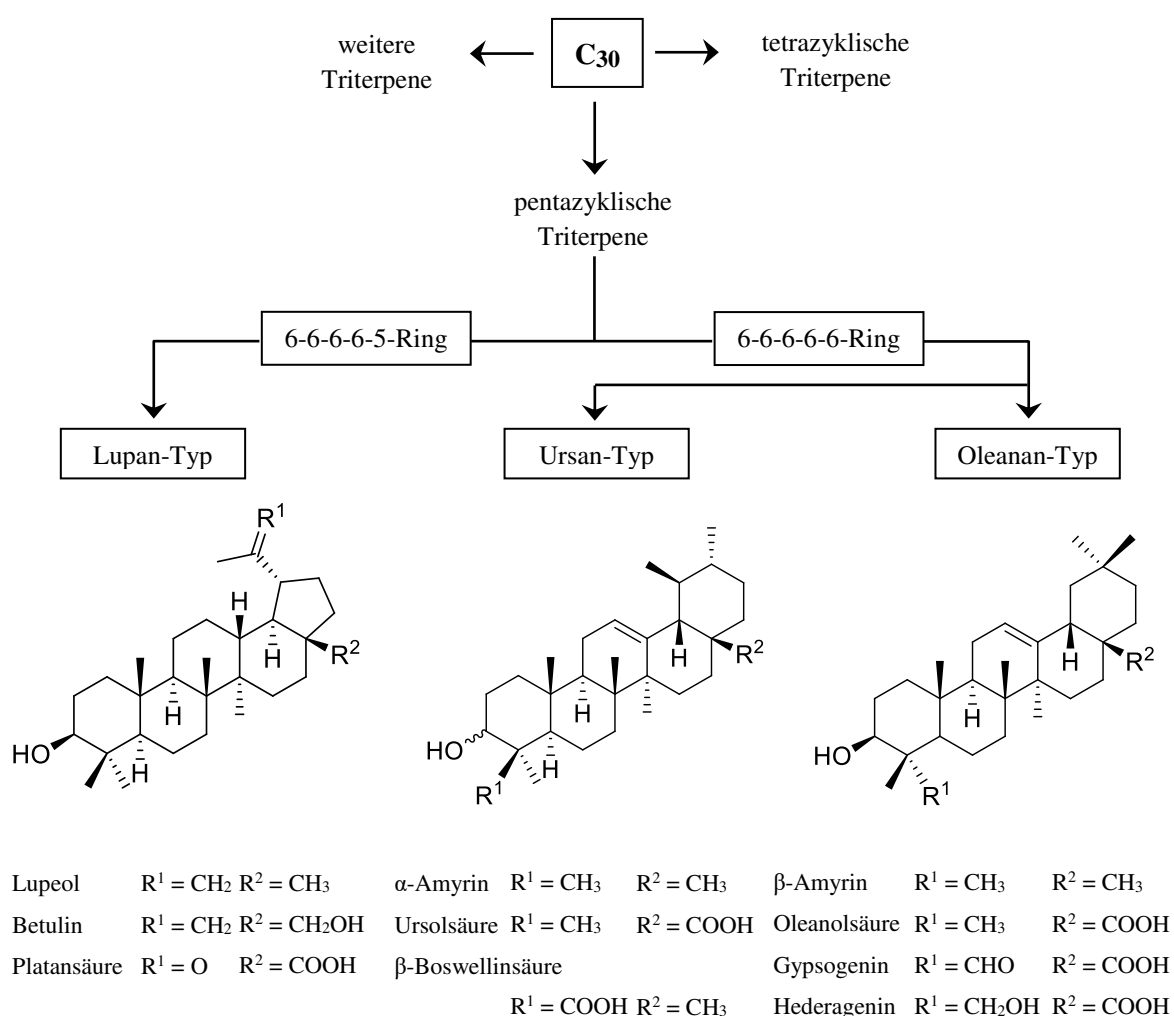 weitere
Triterpene
C₃₀
tetrazyklische
Triterpene
pentazyklische
Triterpene
6-6-6-6-5-Ring
6-6-6-6-6-Ring
Lupan-Typ
Ursan-Typ
Oleanan-Typ
R¹
H
H
R²
H
H
HO
H
R²
H
H
HO
R¹
H
R²
H
HO
R¹
Lupeol R¹ = CH₂ R² = CH₃ α-Amyrin R¹ = CH₃ R² = CH₃ β-Amyrin R¹ = CH₃ R² = CH₃
Betulin R¹ = CH₂ R² = CH₂OH Ursolsäure R¹ = CH₃ R² = COOH Oleanolsäure R¹ = CH₃ R² = COOH
Platansäure R¹ = O R² = COOH β-Boswellinsäure Gypsogenin R¹ = CHO R² = COOH
R¹ = COOH R² = CH₃ Hederagenin R¹ = CH₂OH R² = COOH